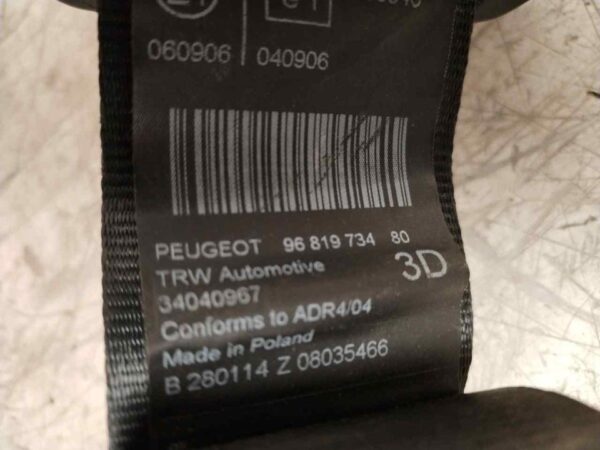 060906 040906
PEUGEOT 96 819 734 80
TRW Automotive 3D
34040967
Conforms to ADR4/04
Made in Poland
B 280114 Z 08035466